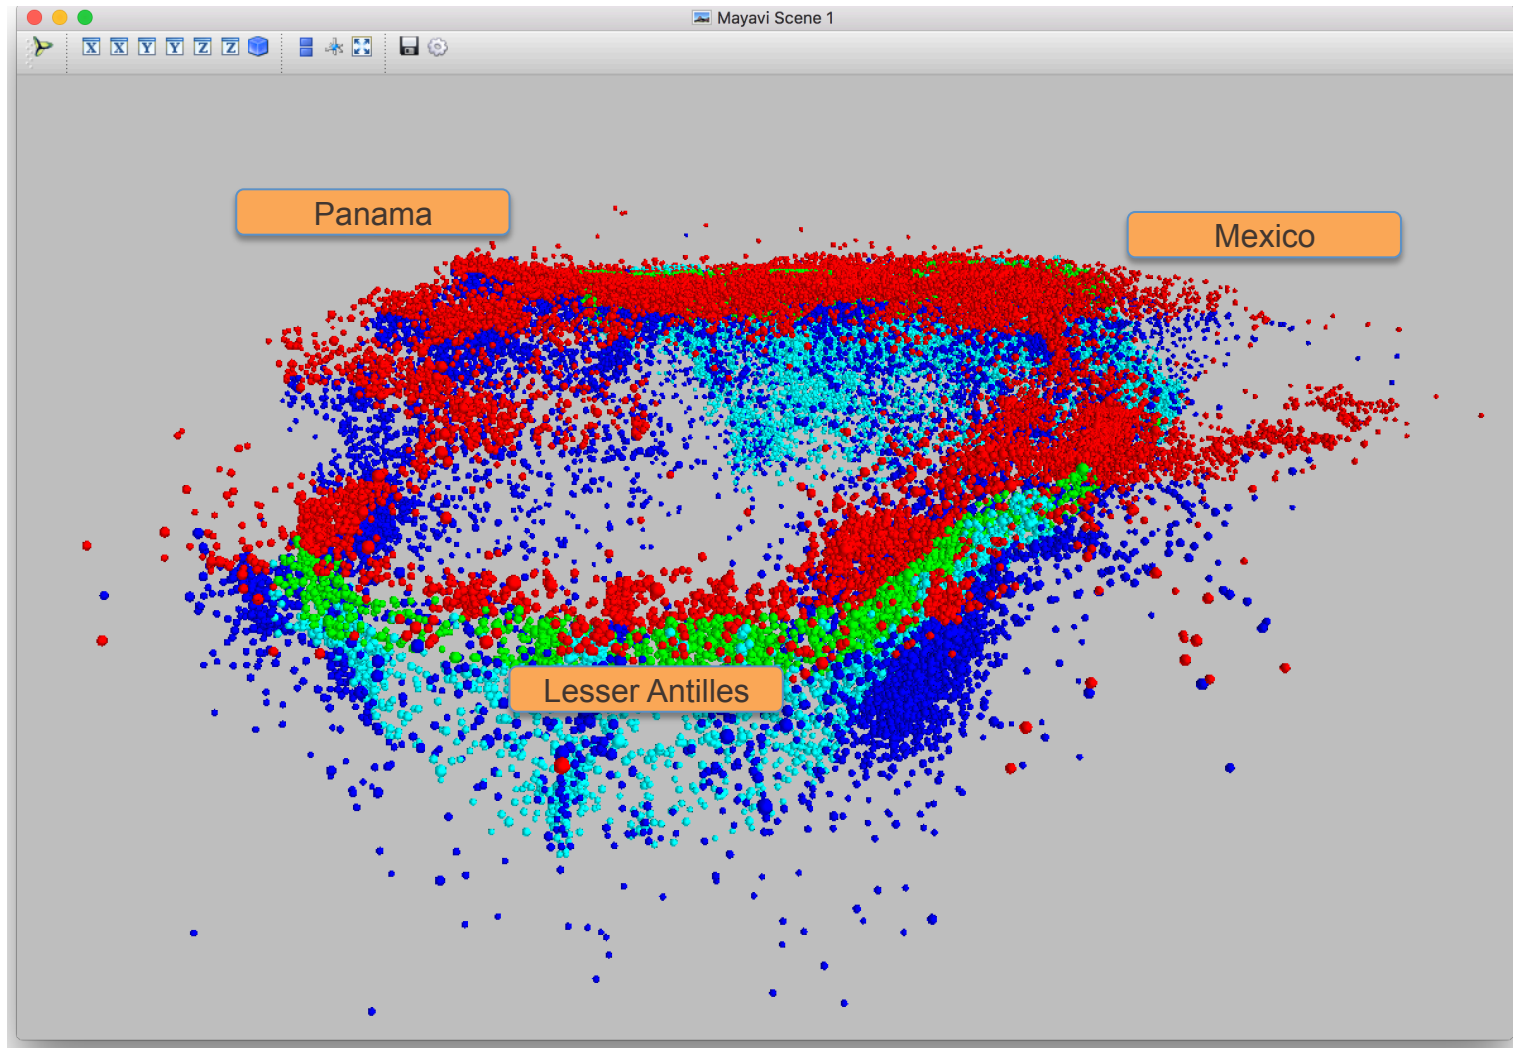 Mayavi Scene 1
X X Y Y Z Z
Panama
Mexico
Lesser Antilles